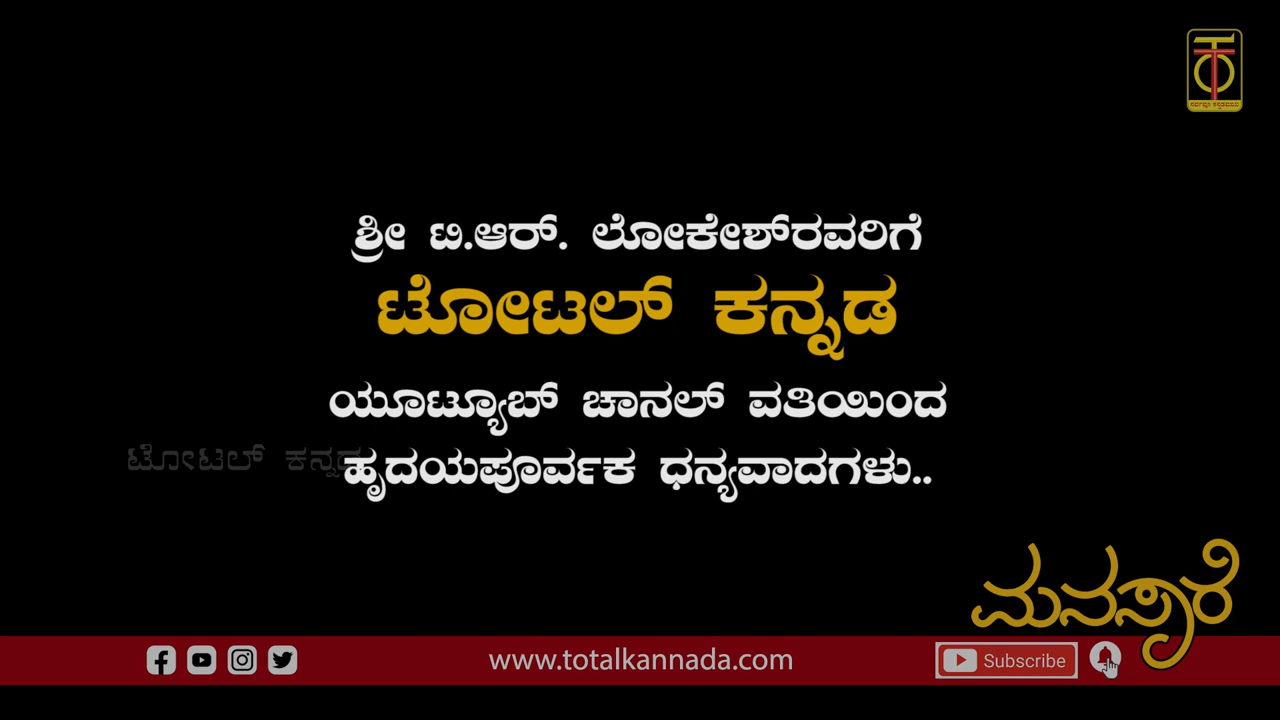 ಶ್ರೀ ಟಿ.ಆರ್. ಲೋಕೇಶ್‌ರವರಿಗೆ
ಟೋಟಲ್ ಕನ್ನಡ
ಯೂಟ್ಯೂಬ್ ಚಾನಲ್ ವತಿಯಿಂದ
ಟೋಟಲ್ ಕನ್ನಡ
ಹೃದಯಪೂರ್ವಕ ಧನ್ಯವಾದಗಳು..
ಮನಸಾರೆ
www.totalkannada.com
Subscribe